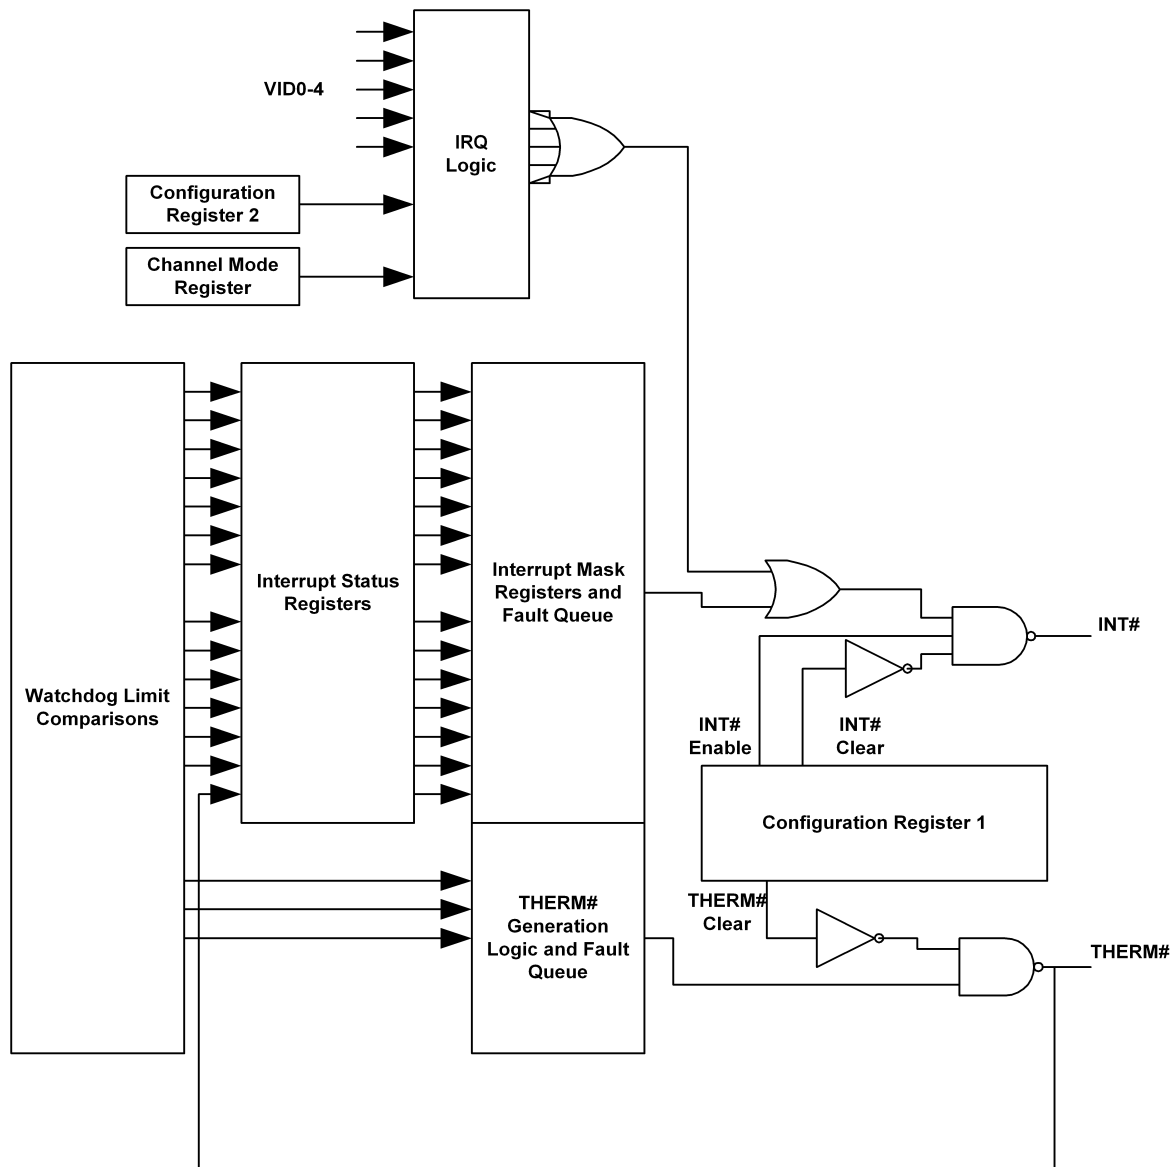 VID0-4
IRQ
Logic
Configuration
Register 2
Channel Mode
Register
Watchdog Limit
Comparisons
Interrupt Status
Registers
Interrupt Mask
Registers and
Fault Queue
INT#
INT#
Enable
INT#
Clear
Configuration Register 1
THERM#
Clear
THERM#
Generation
Logic and Fault
Queue
THERM#